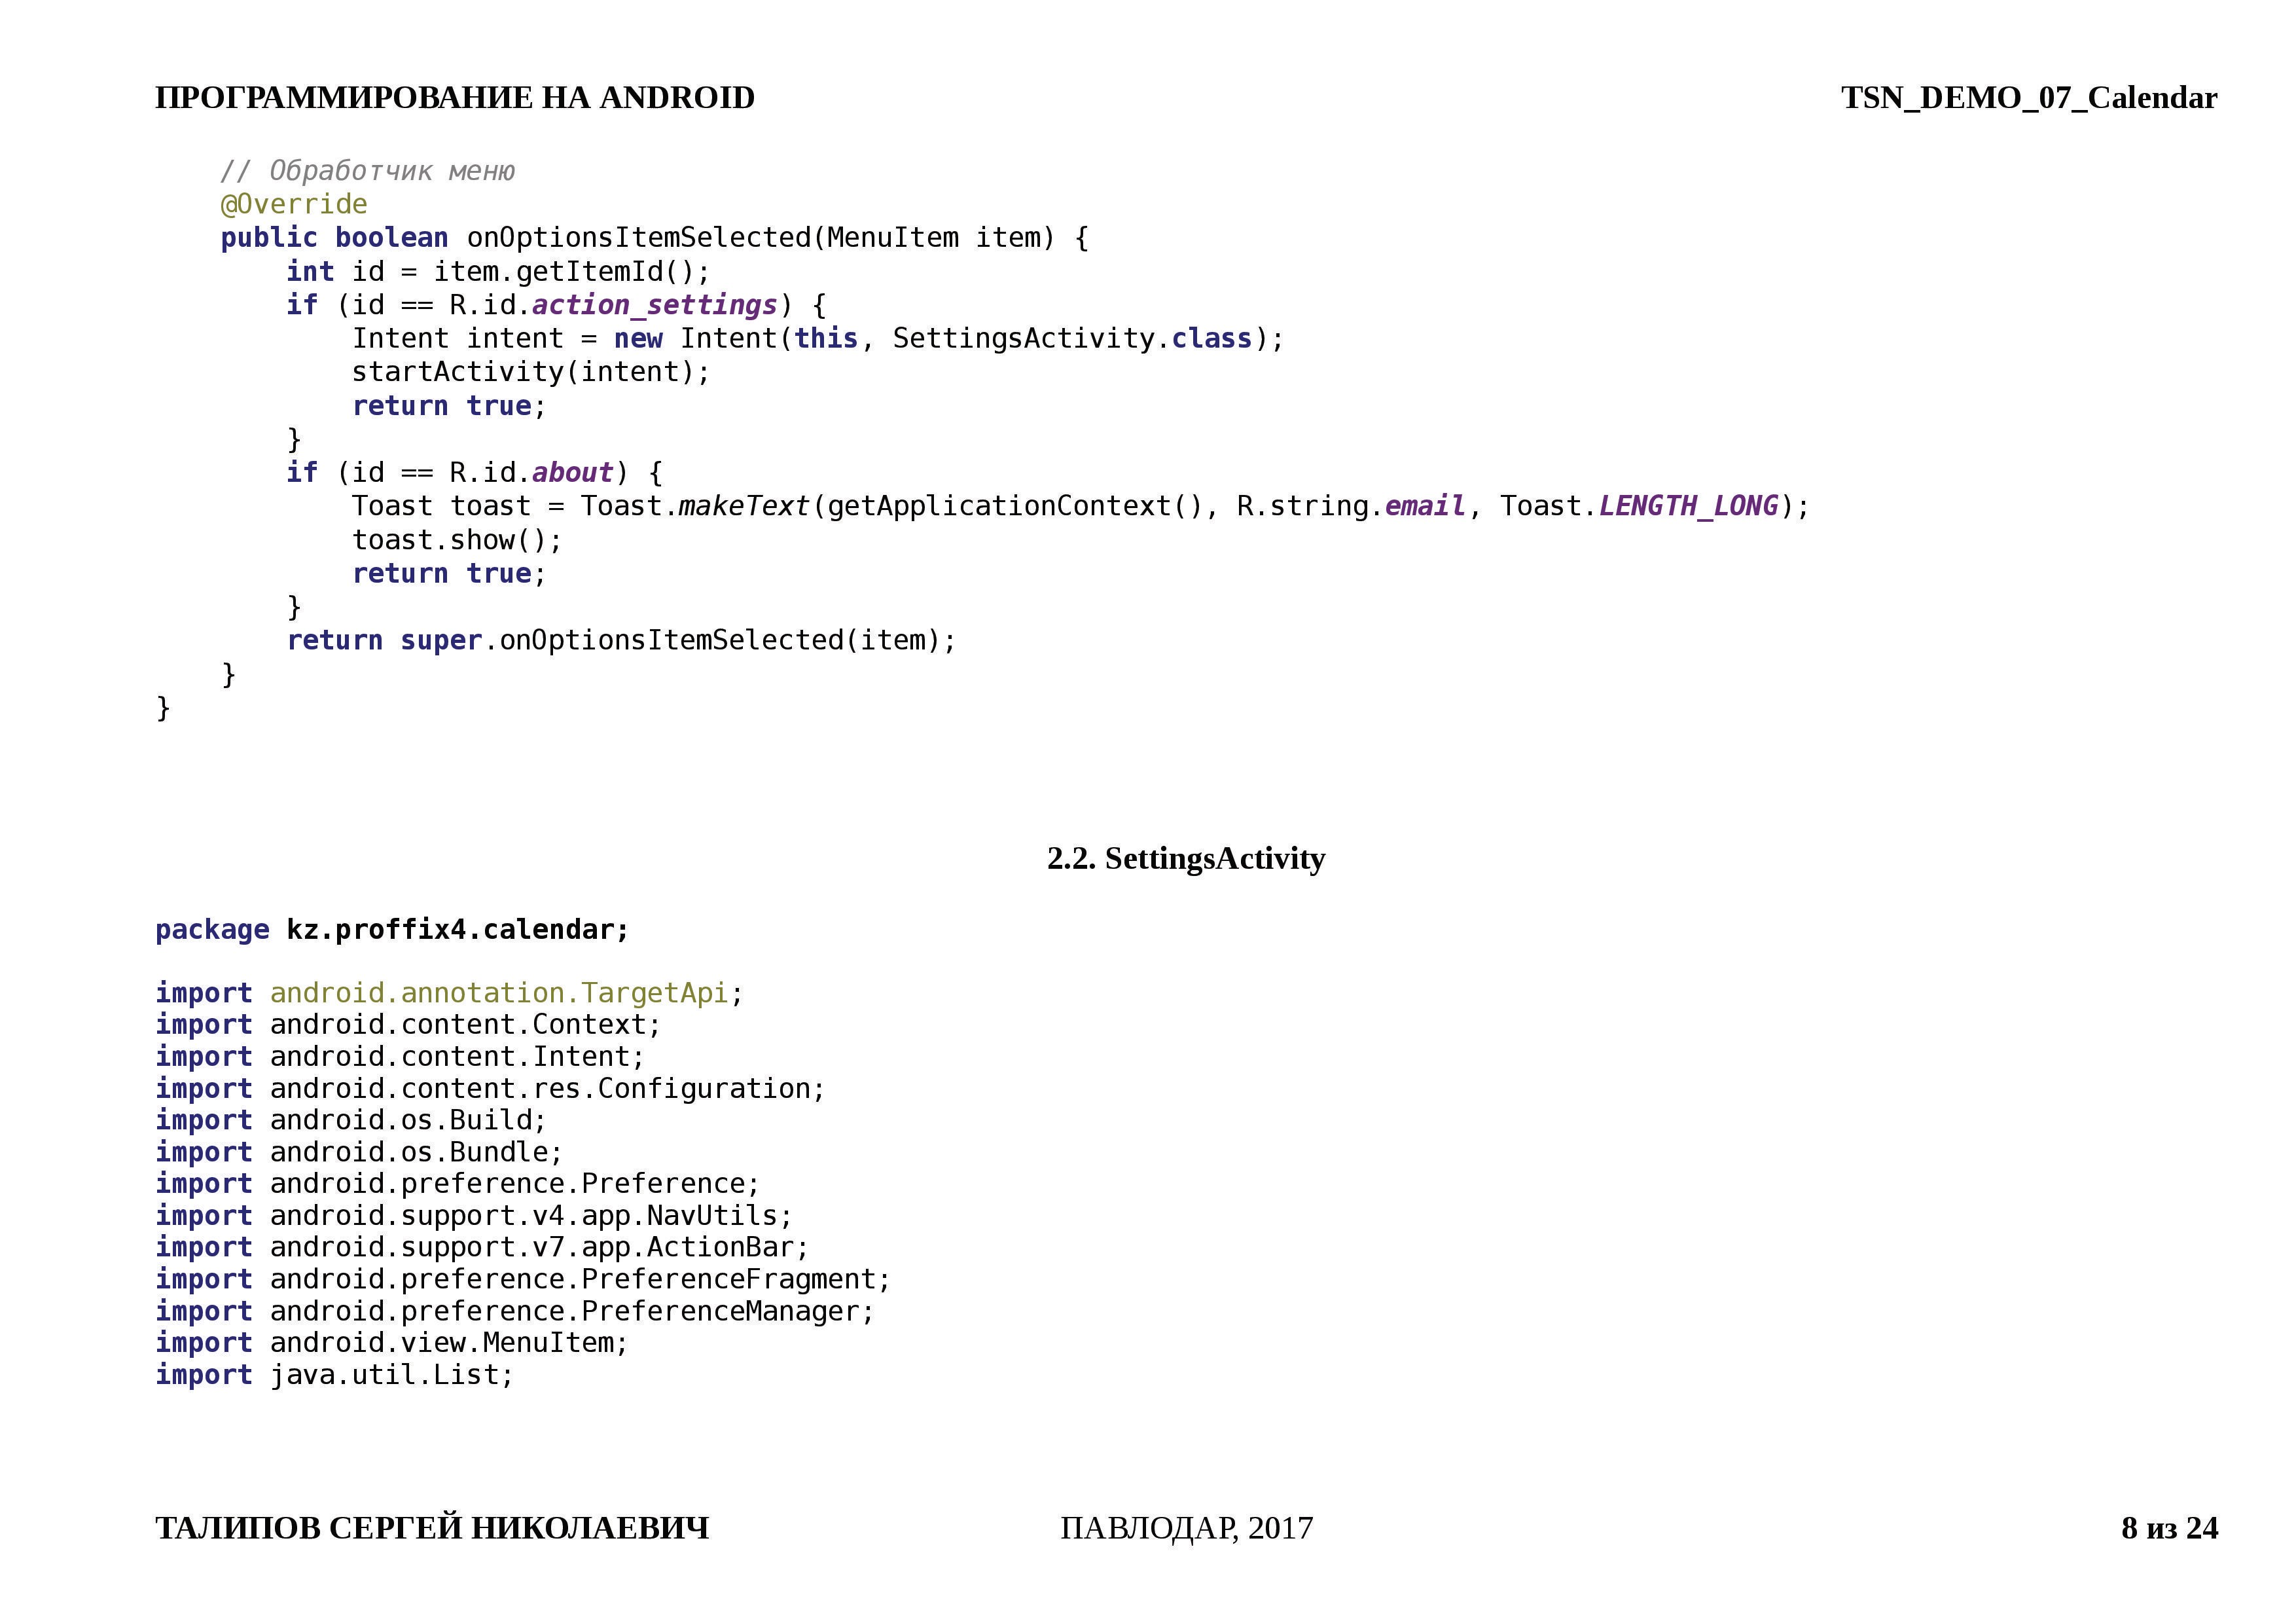 ПРОГРАММИРОВАНИЕ НА ANDROID TSN_DEMO_07_Calendar
// Обработчик меню
@Override
public boolean onOptionsItemSelected(MenuItem item) {
int id = item.getItemId();
if (id == R.id.action_settings) {
Intent intent = new Intent(this, SettingsActivity.class);
startActivity(intent);
return true;
}
if (id == R.id.about) {
Toast toast = Toast.makeText(getApplicationContext(), R.string.email, Toast.LENGTH_LONG);
toast.show();
return true;
}
return super.onOptionsItemSelected(item);
}
}
2.2. SettingsActivity
package kz.proffix4.calendar;
import android.annotation.TargetApi;
import android.content.Context;
import android.content.Intent;
import android.content.res.Configuration;
import android.os.Build;
import android.os.Bundle;
import android.preference.Preference;
import android.support.v4.app.NavUtils;
import android.support.v7.app.ActionBar;
import android.preference.PreferenceFragment;
import android.preference.PreferenceManager;
import android.view.MenuItem;
import java.util.List;
ТАЛИПОВ СЕРГЕЙ НИКОЛАЕВИЧ ПАВЛОДАР, 2017 8 из 24